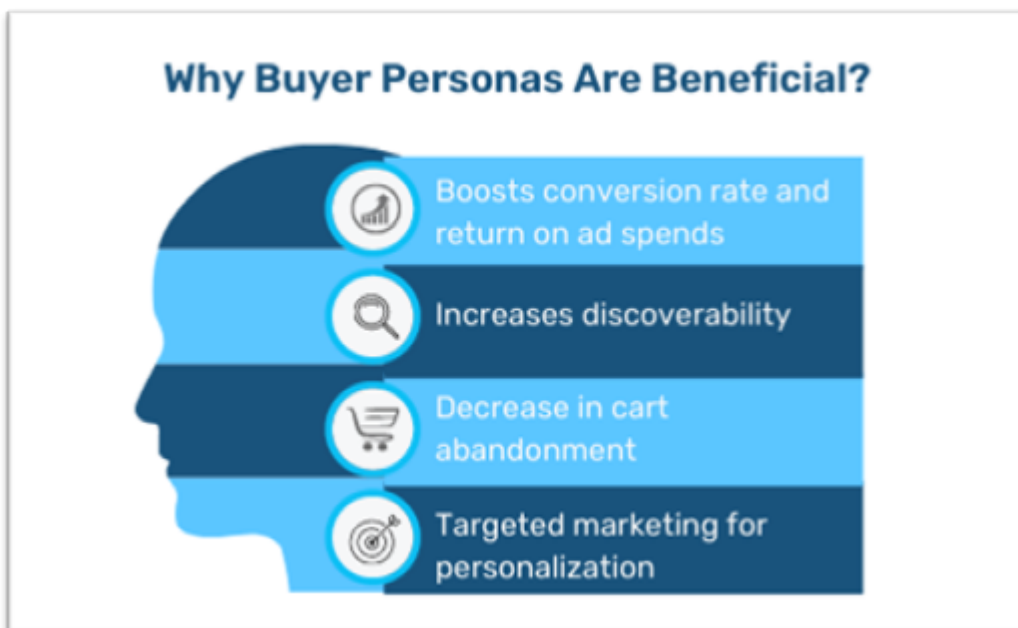 Why Buyer Personas Are Beneficial?
Boosts conversion rate and
return on ad spends
Increases discoverability
Decrease in cart
abandonment
Targeted marketing for
personalization